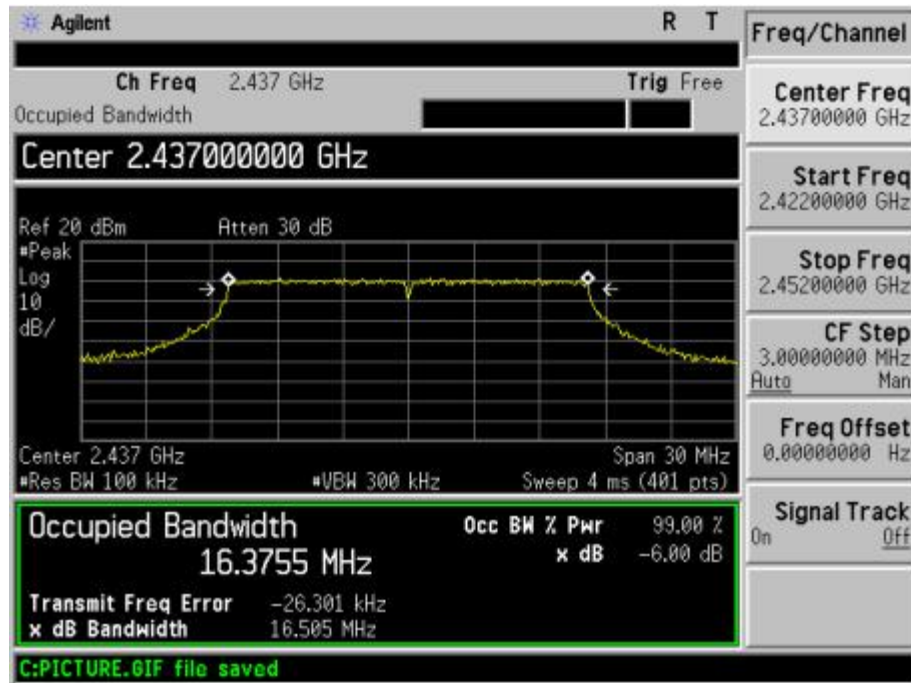 Agilent R T
Ch Freq 2.437 GHz Trig Free
Occupied Bandwidth
Center 2.437000000 GHz
Ref 20 dBm Atten 30 dB
#Peak
Log
10
dB/
Center 2.437 GHz Span 30 MHz
#Res BW 100 kHz #VBW 300 kHz Sweep 4 ms (401 pts)
Occupied Bandwidth Occ BW % Pwr 99.00 %
16.3755 MHz x dB -6.00 dB
Transmit Freq Error -26.301 kHz
x dB Bandwidth 16.505 MHz
C:PICTURE.GIF file saved
Freq/Channel
Center Freq
2.43700000 GHz
Start Freq
2.42200000 GHz
Stop Freq
2.45200000 GHz
CF Step
3.00000000 MHz
Auto Man
Freq Offset
0.00000000 Hz
Signal Track
On Off